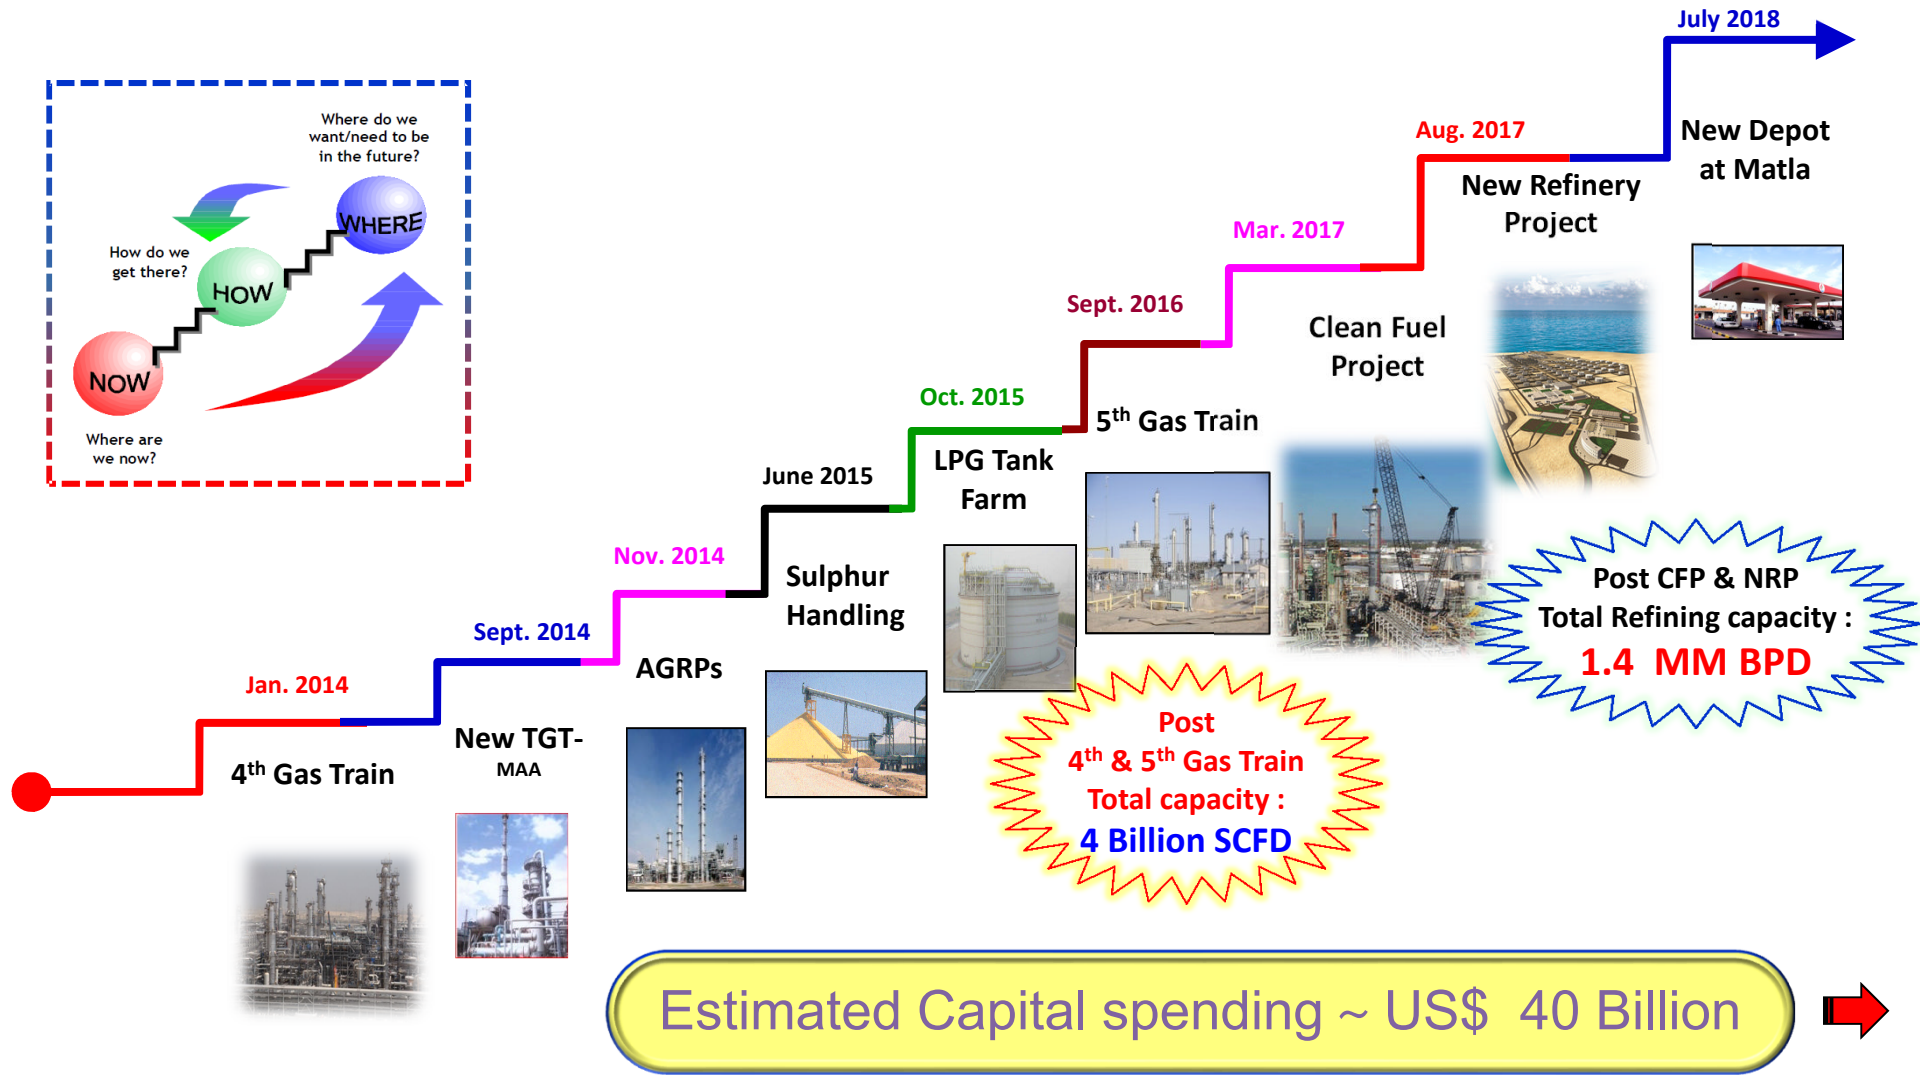 July 2018
New Depot
at Matla
Aug. 2017
New Refinery
Project
Mar. 2017
Clean Fuel
Project
Sept. 2016
5th Gas Train
Oct. 2015
LPG Tank
Farm
June 2015
Sulphur
Handling
Nov. 2014
AGRPs
Sept. 2014
New TGT-
MAA
Jan. 2014
4th Gas Train
Where do we
want/need to be
in the future?
WHERE
How do we
get there?
HOW
NOW
Where are
we now?
Post CFP & NRP
Total Refining capacity :
1.4 MM BPD
Post
4th & 5th Gas Train
Total capacity :
4 Billion SCFD
Estimated Capital spending ~ US$ 40 Billion